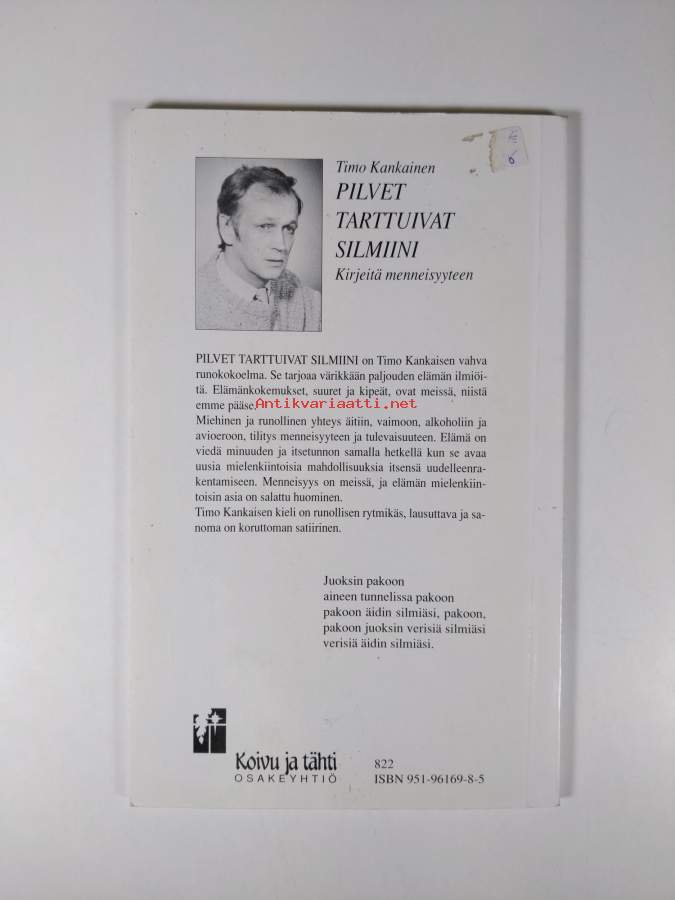 Timo Kankainen
PILVET
TARTTUIVAT
SILMIINI
Kirjeitä menneisyyteen
PILVET TARTTUIVAT SILMIINI on Timo Kankaisen vahva
runokokoelma. Se tarjoaa värikkään paljouden elämän ilmiöi-
tä. Elämänkokemukset, suuret ja kipeät, ovat meissä, niistä
emme pääse.
Antikvariaatti.net
Miehinen ja runollinen yhteys äitiin, vaimoon, alkoholiin ja
avioeroon, tilitys menneisyyteen ja tulevaisuuteen. Elämä on
viedä minuuden ja itsetunnon samalla hetkellä kun se avaa
uusia mielenkiintoisia mahdollisuuksia itsensä uudelleenra-
kentamiseen. Menneisyys on meissä, ja elämän mielenkiin-
toisin asia on salattu huominen.
Timo Kankaisen kieli on runollisen rytmikäs, lausuttava ja sa-
noma on koruttoman satiirinen.
Juoksin pakoon
aineen tunnelissa pakoon
pakoon äidin silmiäsi, pakoon,
pakoon juoksin verisiä silmiäsi
verisiä äidin silmiäsi.
Koivu ja tähti
OSAKEYHTIÖ
822
ISBN 951-96169-8-5